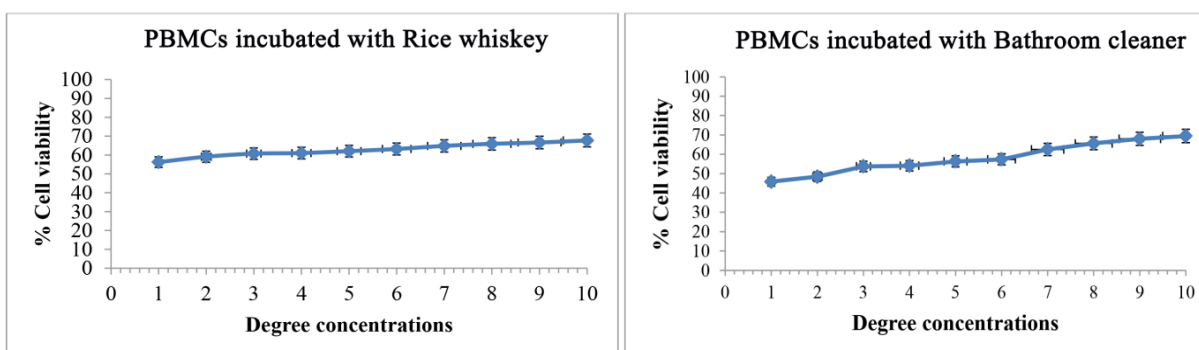 PBMCs incubated with Rice whiskey
% Cell viability
100
90
80
70
60
50
40
30
20
10
0
0 1 2 3 4 5 6 7 8 9 10
Degree concentrations
PBMCs incubated with Bathroom cleaner
% Cell viability
100
90
80
70
60
50
40
30
20
10
0
0 1 2 3 4 5 6 7 8 9 10
Degree concentrations